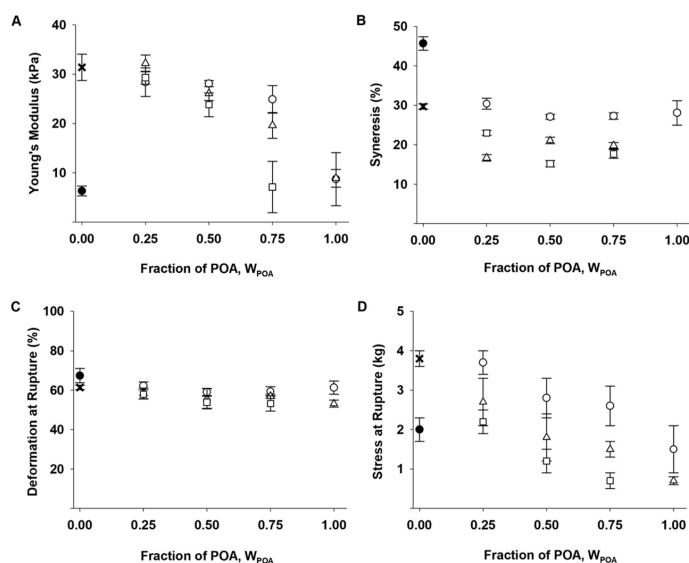 A
Young's Modulus (kPa)
40
30
20
10
0.00 0.25 0.50 0.75 1.00
Fraction of POA, WPOA
B
Syneresis (%)
50
40
30
20
10
0.00 0.25 0.50 0.75 1.00
Fraction of POA, WPOA
C
Deformation at Rupture (%)
100
80
60
40
20
0.00 0.25 0.50 0.75 1.00
Fraction of POA, WPOA
D
Stress at Rupture (kg)
5
4
3
2
1
0.00 0.25 0.50 0.75 1.00
Fraction of POA, WPOA